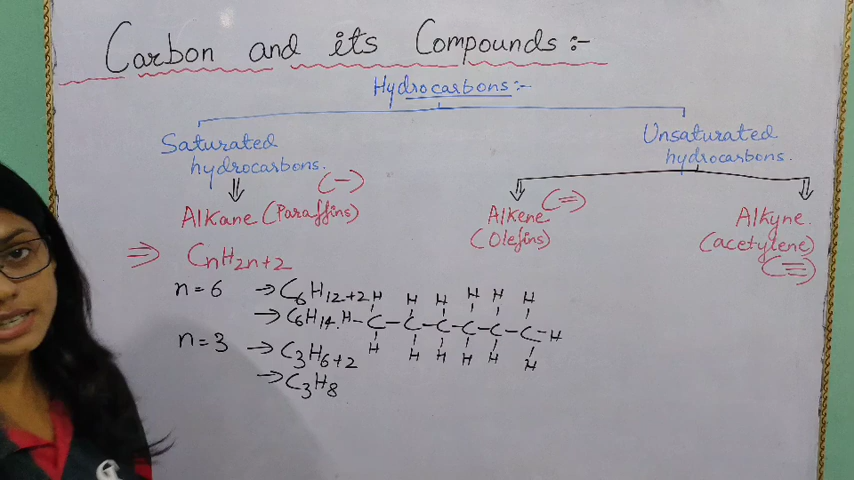 Carbon and its Compounds :-
Hydrocarbons :-
Saturated
hydrocarbons.
Unsaturated
hydrocarbons.
(-)
Alkane (Paraffins)
(=)
Alkene
(Olefins)
Alkyne
(acetylene)
(≡)
⇒ CnH2n+2
n=6 → C6H12+2
→ C6H14.
n=3 → C3H6+2
→ C3H8
H H H H H H
H-C-C-C-C-C-C-H
H H H H H H